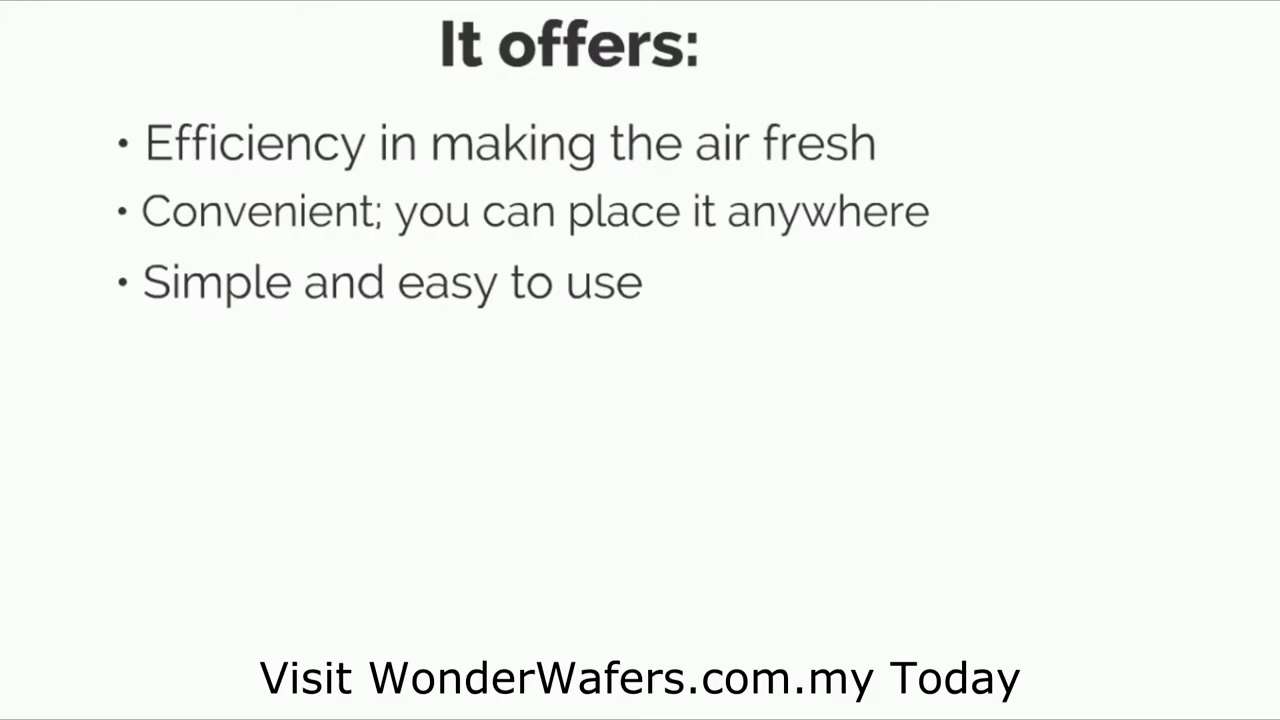 It offers:
• Efficiency in making the air fresh
• Convenient; you can place it anywhere
• Simple and easy to use
Visit WonderWafers.com.my Today